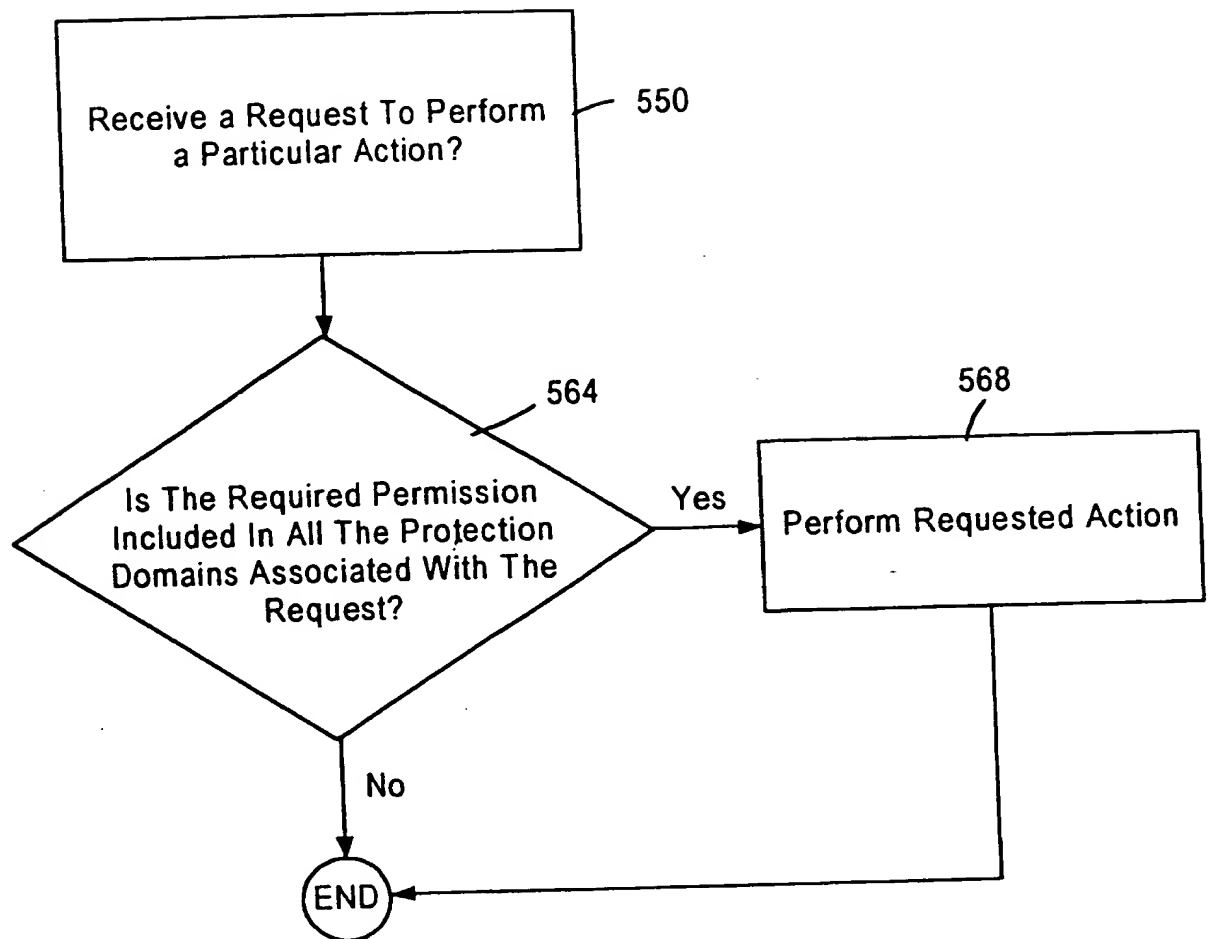 Receive a Request To Perform
a Particular Action?
550
564
Is The Required Permission
Included In All The Protection
Domains Associated With The
Request?
Yes
568
Perform Requested Action
No
END